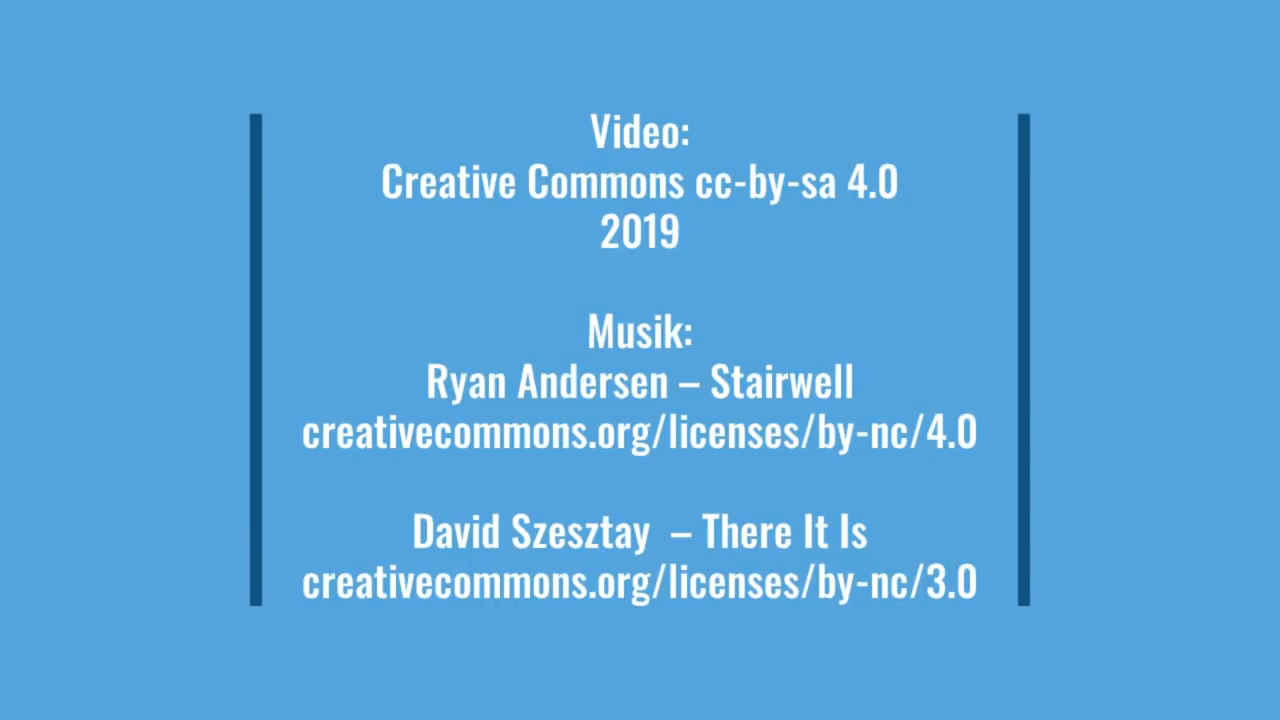 Video:
Creative Commons cc-by-sa 4.0
2019
Musik:
Ryan Andersen – Stairwell
creativecommons.org/licenses/by-nc/4.0
David Szesztay – There It Is
creativecommons.org/licenses/by-nc/3.0